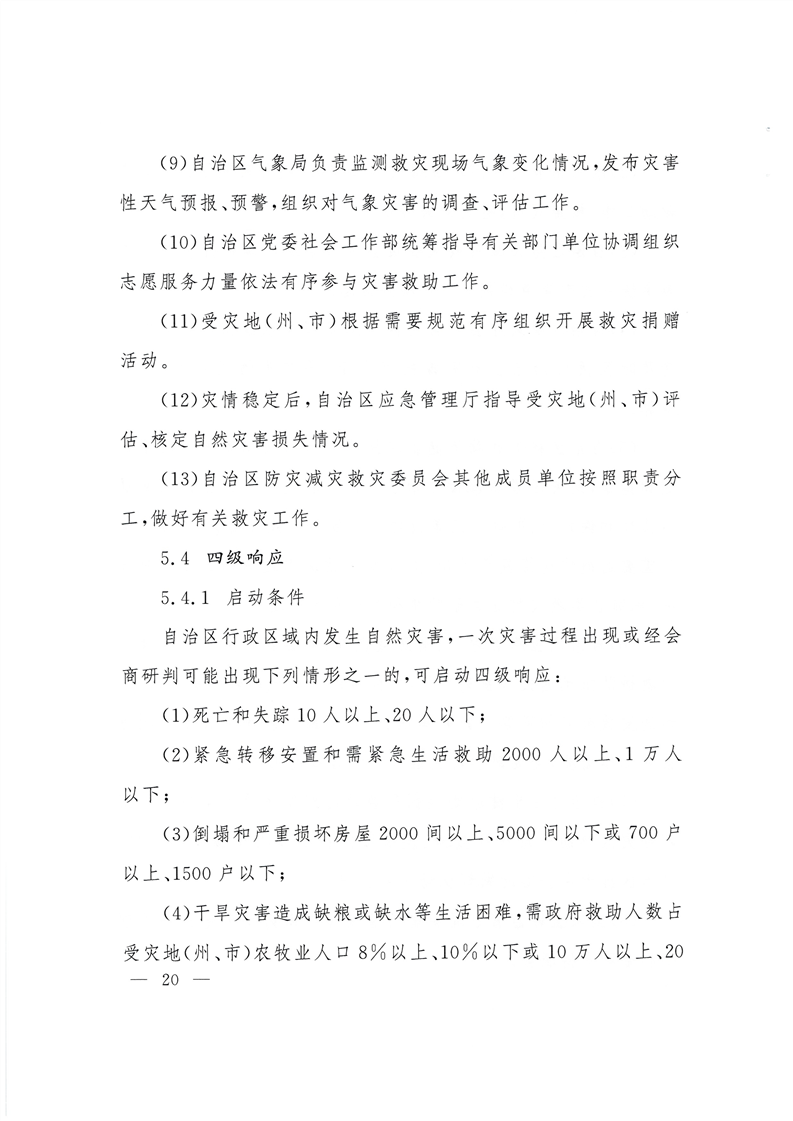 (9)自治区气象局负责监测救灾现场气象变化情况,发布灾害
性天气预报、预警,组织对气象灾害的调查、评估工作。
(10)自治区党委社会工作部统筹指导有关部门单位协调组织
志愿服务力量依法有序参与灾害救助工作。
(11)受灾地(州、市)根据需要规范有序组织开展救灾捐赠
活动。
(12)灾情稳定后,自治区应急管理厅指导受灾地(州、市)评
估、核定自然灾害损失情况。
(13)自治区防灾减灾救灾委员会其他成员单位按照职责分
工,做好有关救灾工作。
5.4 四级响应
5.4.1 启动条件
自治区行政区域内发生自然灾害,一次灾害过程出现或经会
商研判可能出现下列情形之一的,可启动四级响应:
(1)死亡和失踪10人以上、20人以下;
(2)紧急转移安置和需紧急生活救助2000人以上、1万人
以下;
(3)倒塌和严重损坏房屋2000间以上、5000间以下或700户
以上、1500户以下;
(4)干旱灾害造成缺粮或缺水等生活困难,需政府救助人数占
受灾地(州、市)农牧业人口8%以上、10%以下或10万人以上、20
— 20 —